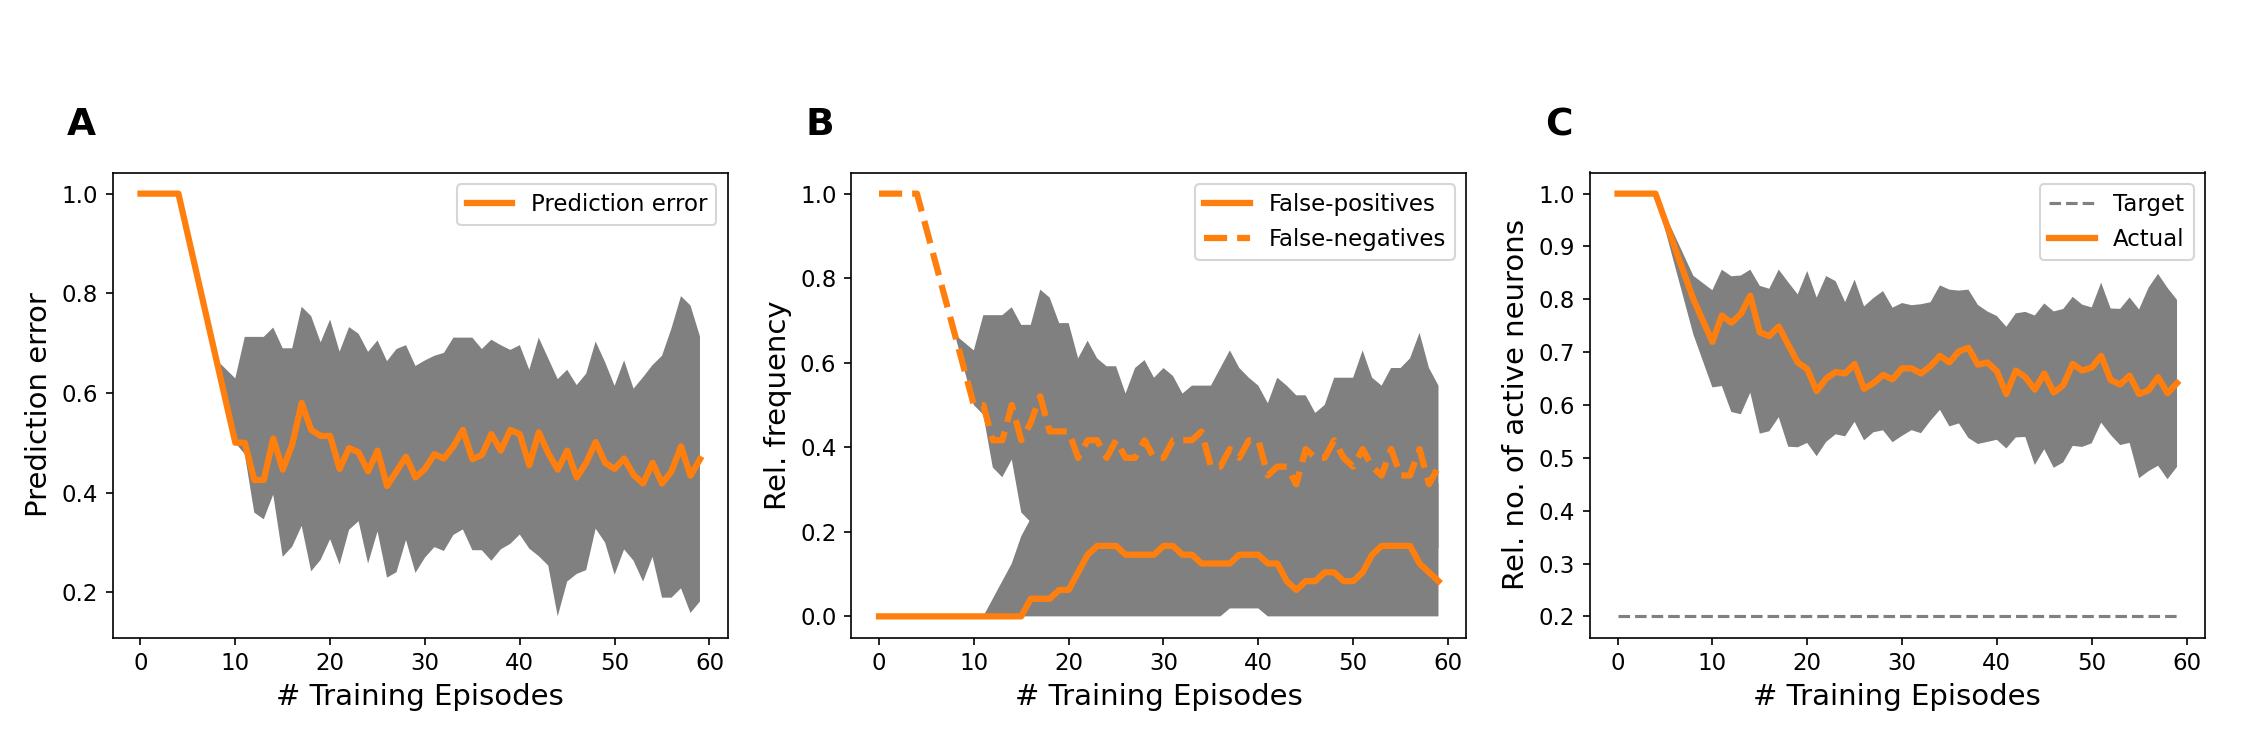 A
B
C
Prediction error
1.0
0.8
0.6
0.4
0.2
Prediction error
0
10
20
30
40
50
60
# Training Episodes
Rel. frequency
1.0
0.8
0.6
0.4
0.2
0.0
False-positives
False-negatives
0
10
20
30
40
50
60
# Training Episodes
Rel. no. of active neurons
1.0
0.9
0.8
0.7
0.6
0.5
0.4
0.3
0.2
Target
Actual
0
10
20
30
40
50
60
# Training Episodes